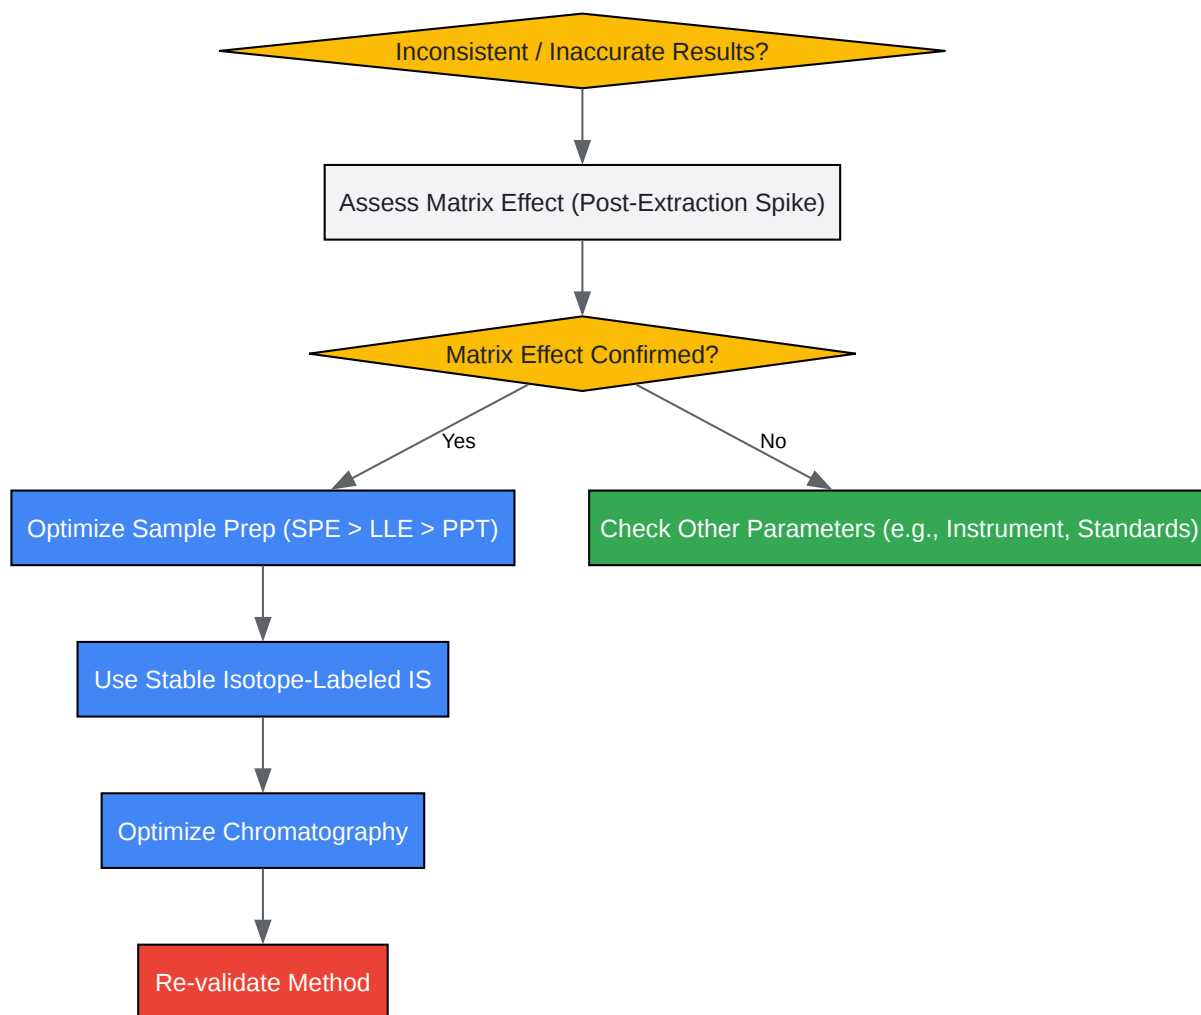 Inconsistent / Inaccurate Results?
Assess Matrix Effect (Post-Extraction Spike)
Matrix Effect Confirmed?
Yes
No
Optimize Sample Prep (SPE > LLE > PPT)
Check Other Parameters (e.g., Instrument, Standards)
Use Stable Isotope-Labeled IS
Optimize Chromatography
Re-validate Method